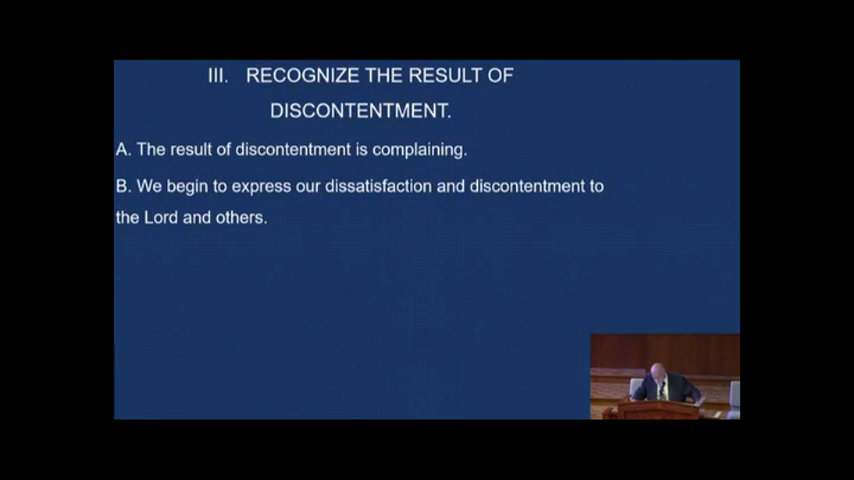 III. RECOGNIZE THE RESULT OF
DISCONTENTMENT.
A. The result of discontentment is complaining.
B. We begin to express our dissatisfaction and discontentment to
the Lord and others.